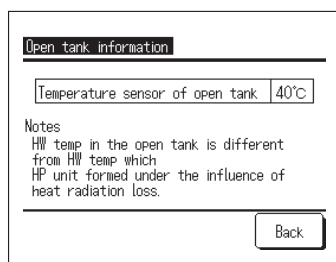 Open tank information
Temperature sensor of open tank 40℃
Notes
HW temp in the open tank is different
from HW temp which
HP unit formed under the influence of
heat radiation loss.
Back